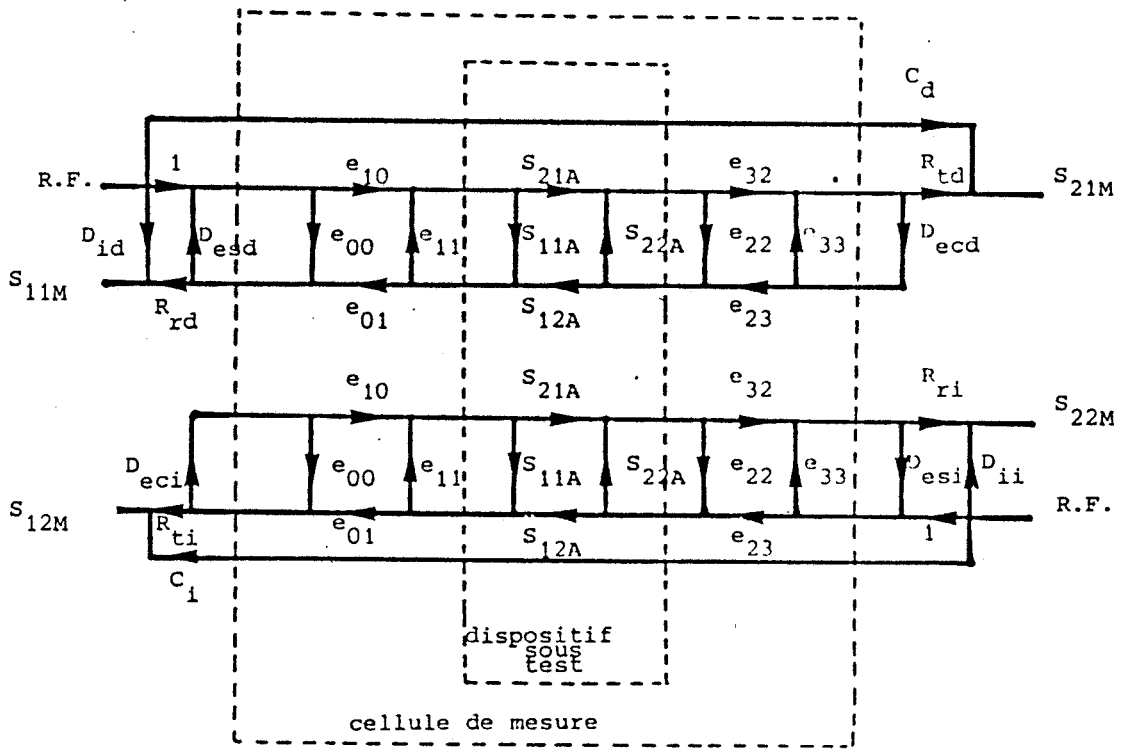 C_d
1 e_10 S_21A e_32 R_td
R.F. S_21M
D_id D_esd e_00 e_11 S_11A S_22A e_22 e_33 D_ecd
S_11M
R_rd e_01 S_12A e_23
e_10 S_21A e_32 R_ri
S_22M
D_eci e_00 e_11 S_11A S_22A e_22 e_33 D_esi D_ii
S_12M R.F.
R_ti e_01 S_12A e_23 1
C_i
dispositif
sous
test
cellule de mesure